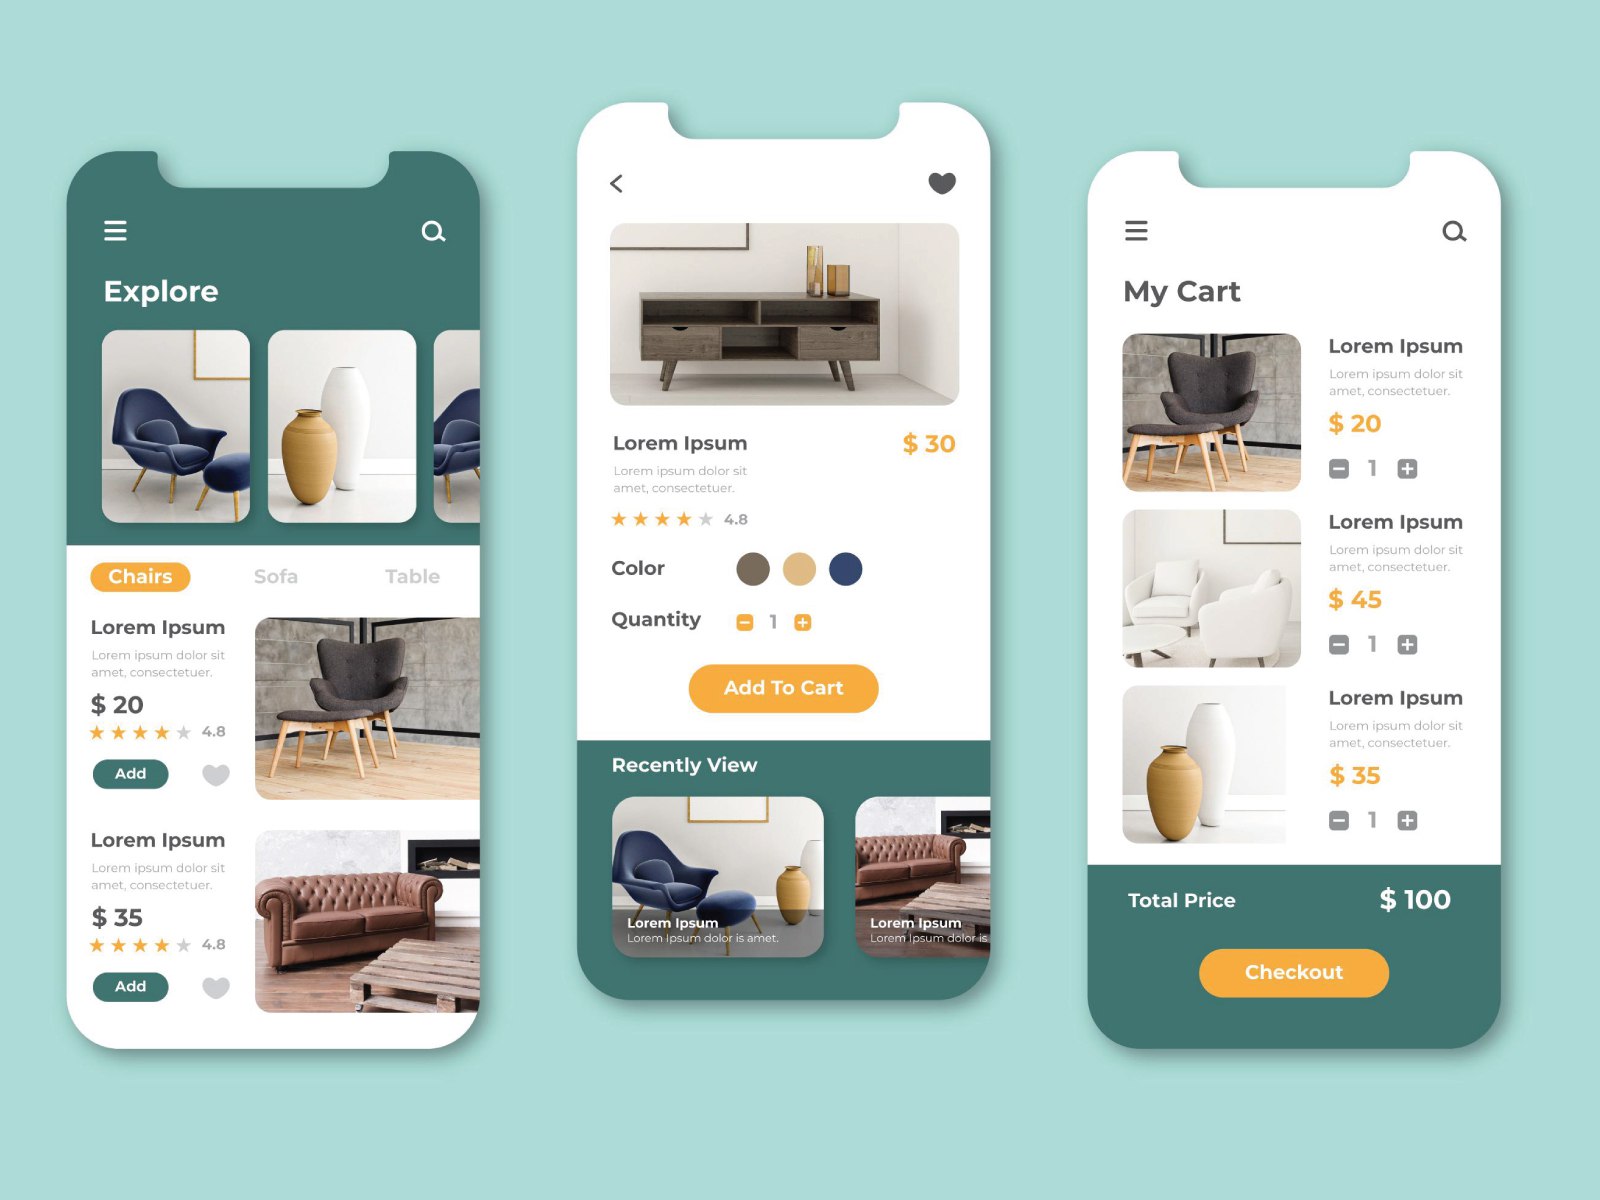 Explore
Chairs
Sofa
Table
Lorem Ipsum
Lorem ipsum dolor sit
amet, consectetuer.
$ 20
4.8
Add
Lorem Ipsum
Lorem ipsum dolor sit
amet, consectetuer.
$ 35
4.8
Add
Lorem Ipsum
$ 30
Lorem ipsum dolor sit
amet, consectetuer.
4.8
Color
Quantity
1
Add To Cart
Recently View
Lorem Ipsum
Lorem Ipsum dolor is amet.
Lorem Ipsum
Lorem Ipsum dolor is
My Cart
Lorem Ipsum
Lorem ipsum dolor sit
amet, consectetuer.
$ 20
1
Lorem Ipsum
Lorem ipsum dolor sit
amet, consectetuer.
$ 45
1
Lorem Ipsum
Lorem ipsum dolor sit
amet, consectetuer.
$ 35
1
Total Price
$ 100
Checkout